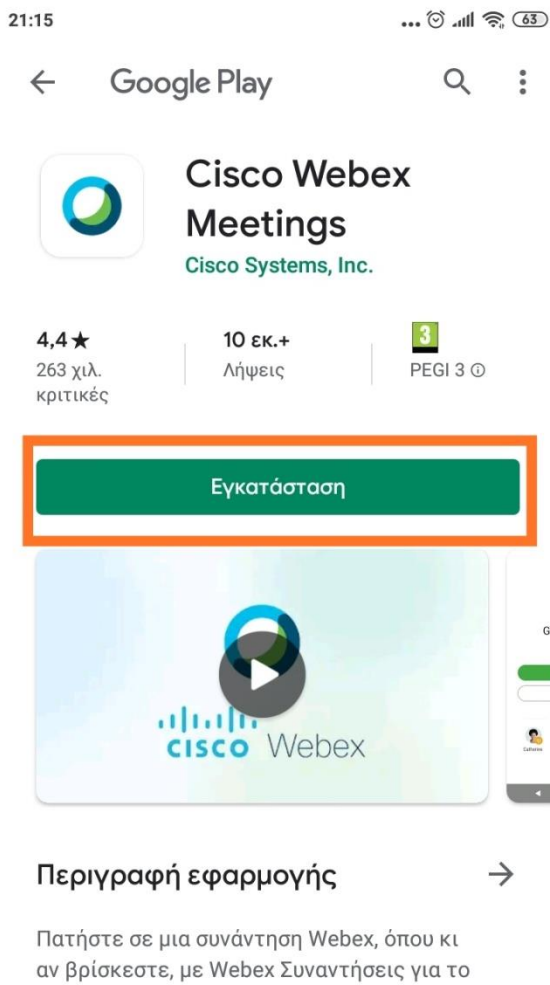 21:15
63
Google Play
Cisco Webex
Meetings
Cisco Systems, Inc.
4,4★
10 εκ.+
3
263 χιλ.
κριτικές
Λήψεις
PEGI 3
Εγκατάσταση
G
cisco Webex
Περιγραφή εφαρμογής
Πατήστε σε μια συνάντηση Webex, όπου κι
αν βρίσκεστε, με Webex Συναντήσεις για το